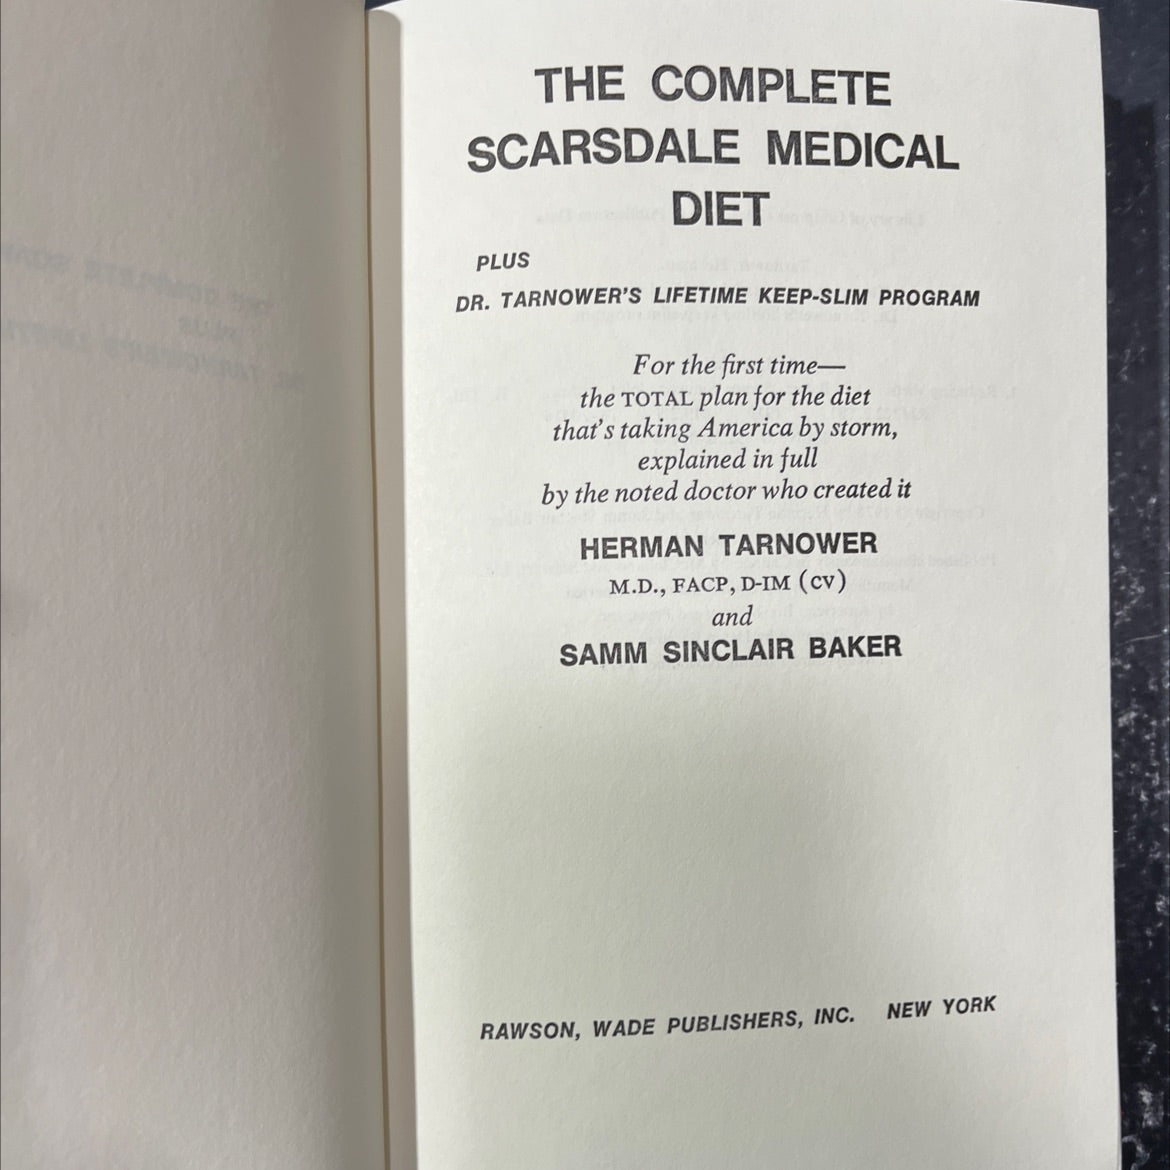 THE COMPLETE
SCARSDALE MEDICAL
DIET
PLUS
DR. TARNOWER'S LIFETIME KEEP-SLIM PROGRAM
For the first time—
the TOTAL plan for the diet
that's taking America by storm,
explained in full
by the noted doctor who created it
HERMAN TARNOWER
M.D., FACP, D-IM (CV)
and
SAMM SINCLAIR BAKER
RAWSON, WADE PUBLISHERS, INC. NEW YORK